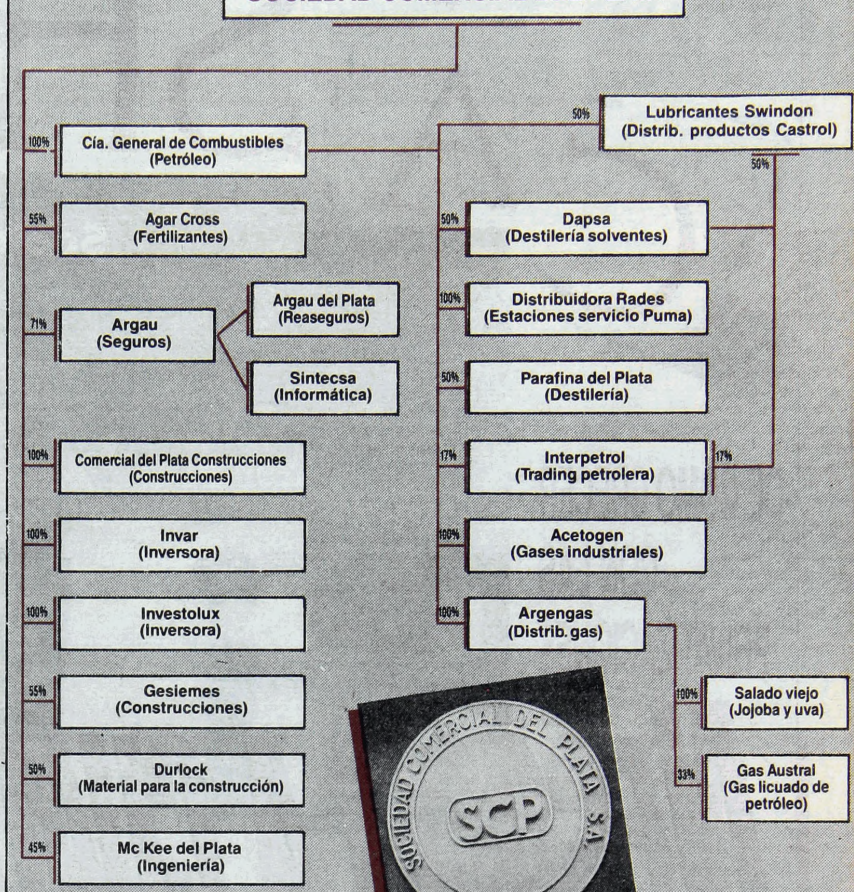 100%
Cía. General de Combustibles
(Petróleo)
55%
Agar Cross
(Fertilizantes)
71%
Argau
(Seguros)
Argau del Plata
(Reaseguros)
Sintecsa
(Informática)
100%
Comercial del Plata Construcciones
(Construcciones)
100%
Invar
(Inversora)
100%
Investolux
(Inversora)
55%
Gesiemes
(Construcciones)
50%
Durlock
(Material para la construcción)
45%
Mc Kee del Plata
(Ingeniería)
50%
Lubricantes Swindon
(Distrib. productos Castrol)
50%
50%
Dapsa
(Destilería solventes)
100%
Distribuidora Rades
(Estaciones servicio Puma)
50%
Parafina del Plata
(Destilería)
17%
Interpetrol
(Trading petrolera)
17%
100%
Acetogen
(Gases industriales)
100%
Argengas
(Distrib. gas)
100%
Salado viejo
(Jojoba y uva)
33%
Gas Austral
(Gas licuado de
petróleo)
SOCIEDAD COMERCIAL DEL PLATA S.A.
SCP